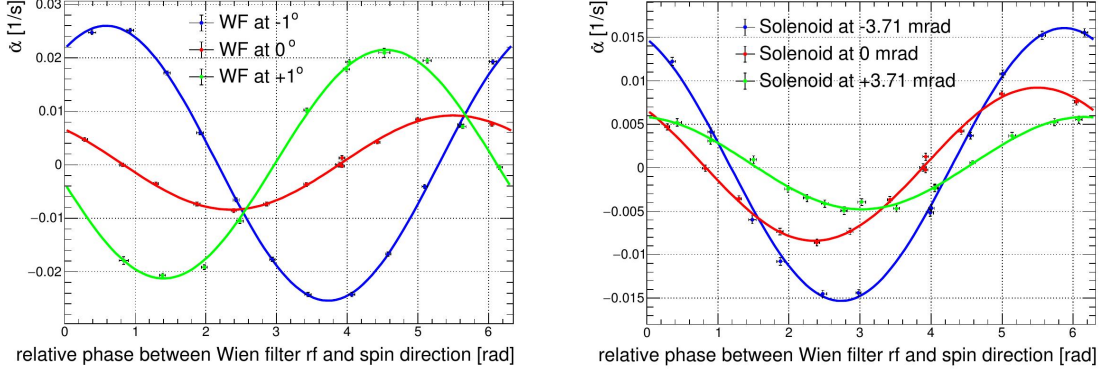 α̇ [1/s]
0.03
0.02
0.01
0
−0.01
−0.02
WF at -1°
WF at 0°
WF at +1°
0 1 2 3 4 5 6
relative phase between Wien filter rf and spin direction [rad]
α̇ [1/s]
0.015
0.01
0.005
0
−0.005
−0.01
−0.015
Solenoid at -3.71 mrad
Solenoid at 0 mrad
Solenoid at +3.71 mrad
0 1 2 3 4 5 6
relative phase between Wien filter rf and spin direction [rad]